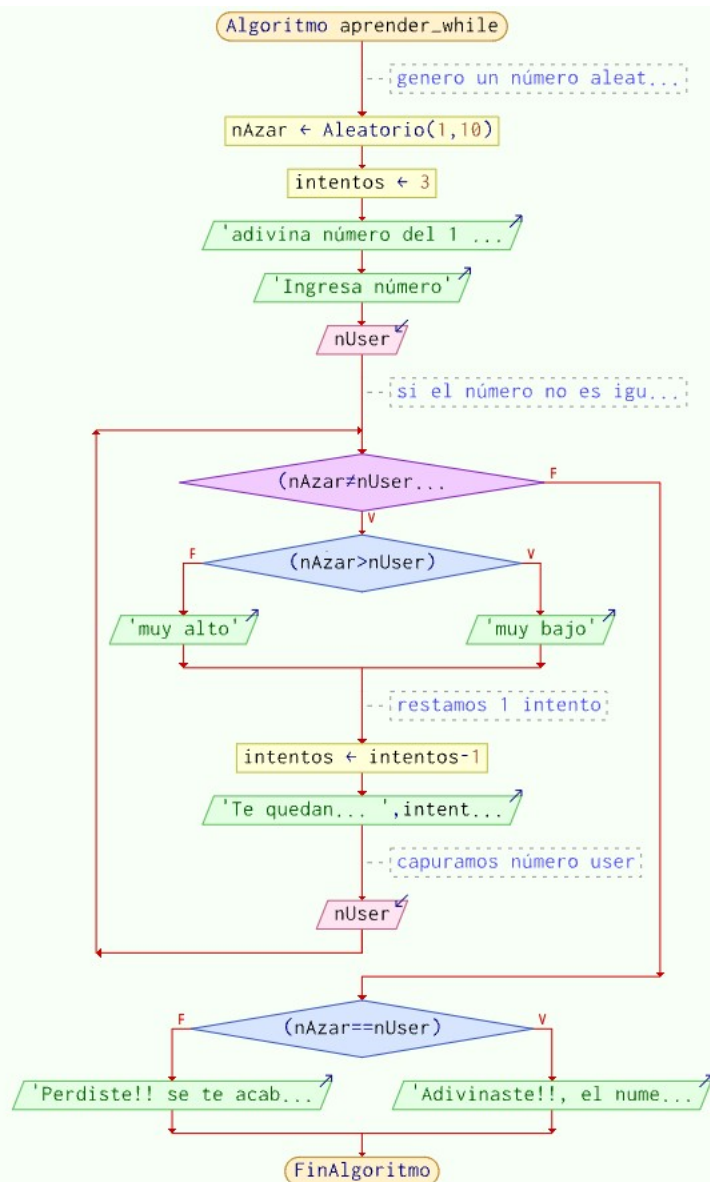 Algoritmo aprender_while
genero un número aleat...
nAzar ← Aleatorio(1,10)
intentos ← 3
'adivina número del 1 ...
'Ingresa número'
nUser
si el número no es igu...
(nAzar≠nUser...
F
V
(nAzar>nUser)
F
V
'muy alto'
'muy bajo'
restamos 1 intento
intentos ← intentos-1
'Te quedan... ',intent...
capuramos número user
nUser
(nAzar==nUser)
F
V
'Perdiste!! se te acab...
'Adivinaste!!, el nume...
FinAlgoritmo